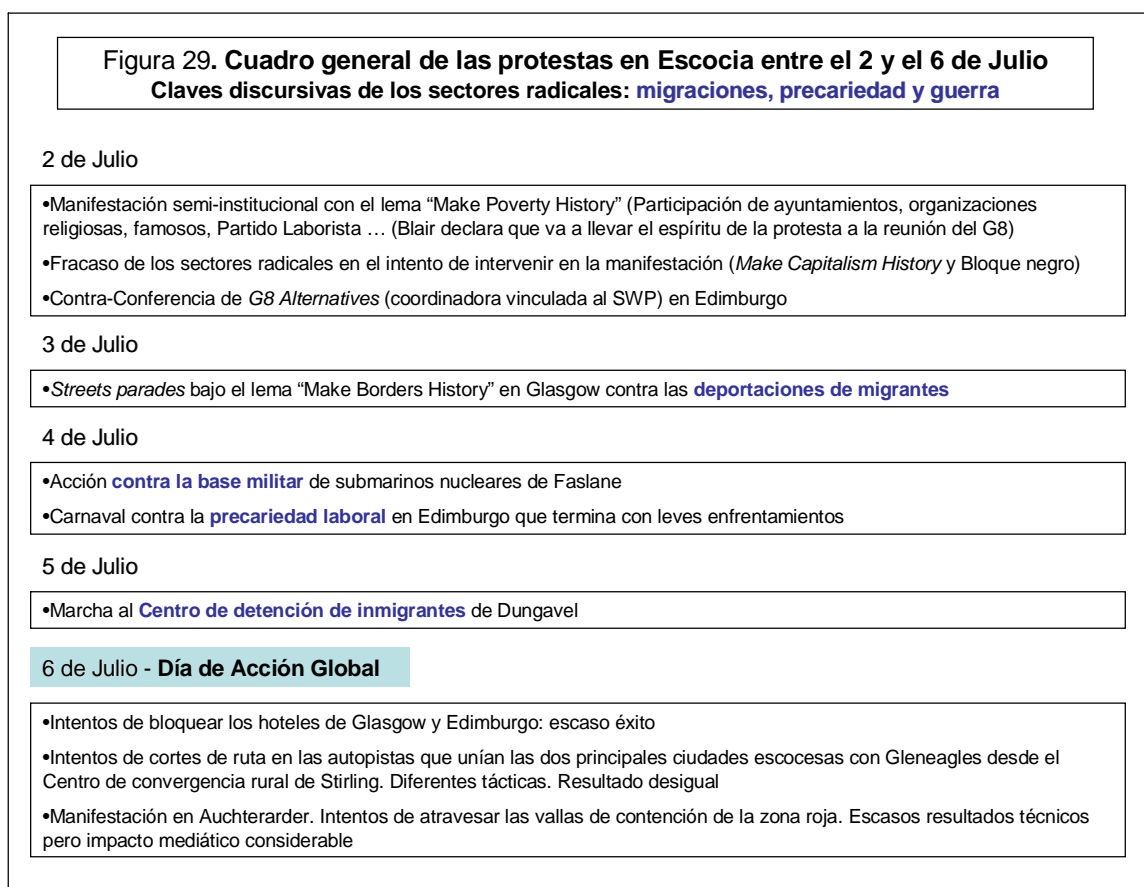 Figura 29. Cuadro general de las protestas en Escocia entre el 2 y el 6 de Julio
Claves discursivas de los sectores radicales: migraciones, precariedad y guerra
2 de Julio
•Manifestación semi-institucional con el lema “Make Poverty History” (Participación de ayuntamientos, organizaciones
religiosas, famosos, Partido Laborista … (Blair declara que va a llevar el espíritu de la protesta a la reunión del G8)
•Fracaso de los sectores radicales en el intento de intervenir en la manifestación (Make Capitalism History y Bloque negro)
•Contra-Conferencia de G8 Alternatives (coordinadora vinculada al SWP) en Edimburgo
3 de Julio
•Streets parades bajo el lema “Make Borders History” en Glasgow contra las deportaciones de migrantes
4 de Julio
•Acción contra la base militar de submarinos nucleares de Faslane
•Carnaval contra la precariedad laboral en Edimburgo que termina con leves enfrentamientos
5 de Julio
•Marcha al Centro de detención de inmigrantes de Dungavel
6 de Julio - Día de Acción Global
•Intentos de bloquear los hoteles de Glasgow y Edimburgo: escaso éxito
•Intentos de cortes de ruta en las autopistas que unían las dos principales ciudades escocesas con Gleneagles desde el
Centro de convergencia rural de Stirling. Diferentes tácticas. Resultado desigual
•Manifestación en Auchterarder. Intentos de atravesar las vallas de contención de la zona roja. Escasos resultados técnicos
pero impacto mediático considerable